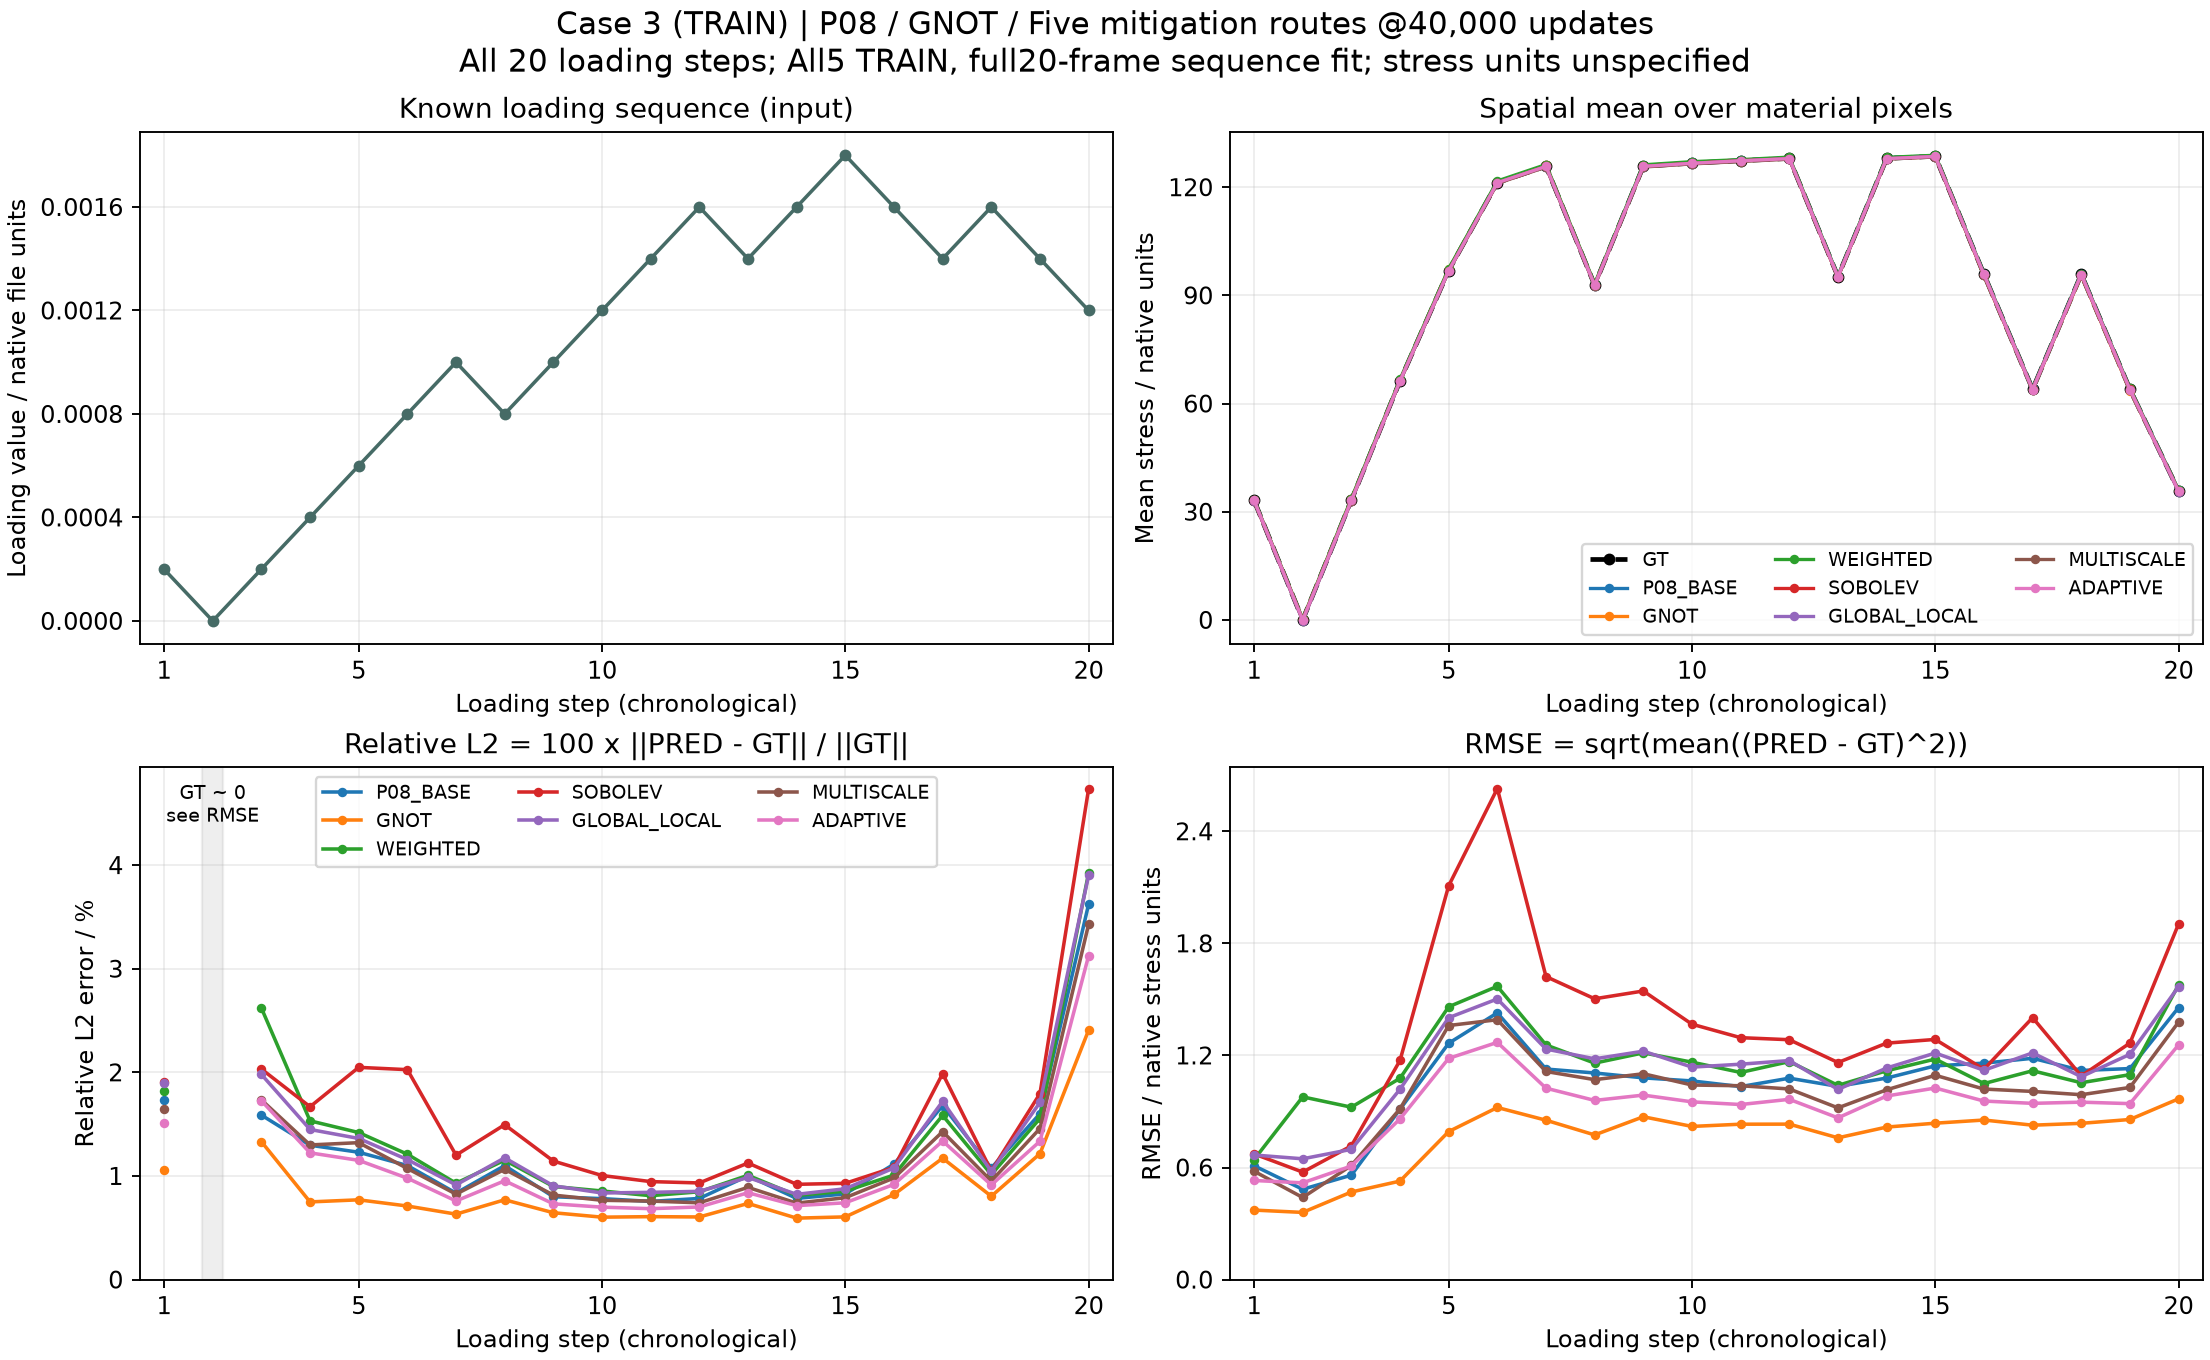 Case 3 (TRAIN) | P08 / GNOT / Five mitigation routes @40,000 updates
All 20 loading steps; All5 TRAIN, full20-frame sequence fit; stress units unspecified
Known loading sequence (input)
Loading value / native file units
0.0016
0.0012
0.0008
0.0004
0.0000
1
5
10
15
20
Loading step (chronological)
Spatial mean over material pixels
Mean stress / native units
120
90
60
30
0
GT
P08_BASE
GNOT
WEIGHTED
SOBOLEV
GLOBAL_LOCAL
MULTISCALE
ADAPTIVE
1
5
10
15
20
Loading step (chronological)
Relative L2 = 100 x ||PRED - GT|| / ||GT||
Relative L2 error / %
4
3
2
1
0
GT ~ 0
see RMSE
P08_BASE
GNOT
WEIGHTED
SOBOLEV
GLOBAL_LOCAL
MULTISCALE
ADAPTIVE
1
5
10
15
20
Loading step (chronological)
RMSE = sqrt(mean((PRED - GT)^2))
RMSE / native stress units
2.4
1.8
1.2
0.6
0.0
1
5
10
15
20
Loading step (chronological)